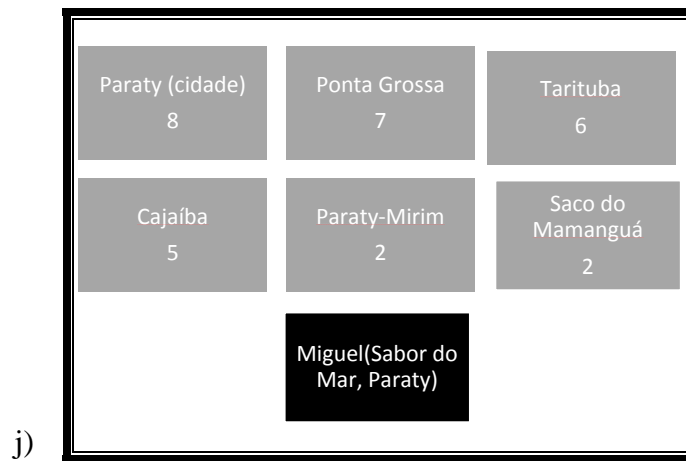 Paraty (cidade)
8
Ponta Grossa
7
Tarituba
6
Cajaíba
5
Paraty-Mirim
2
Saco do
Mamanguá
2
Miguel(Sabor do
Mar, Paraty)
j)